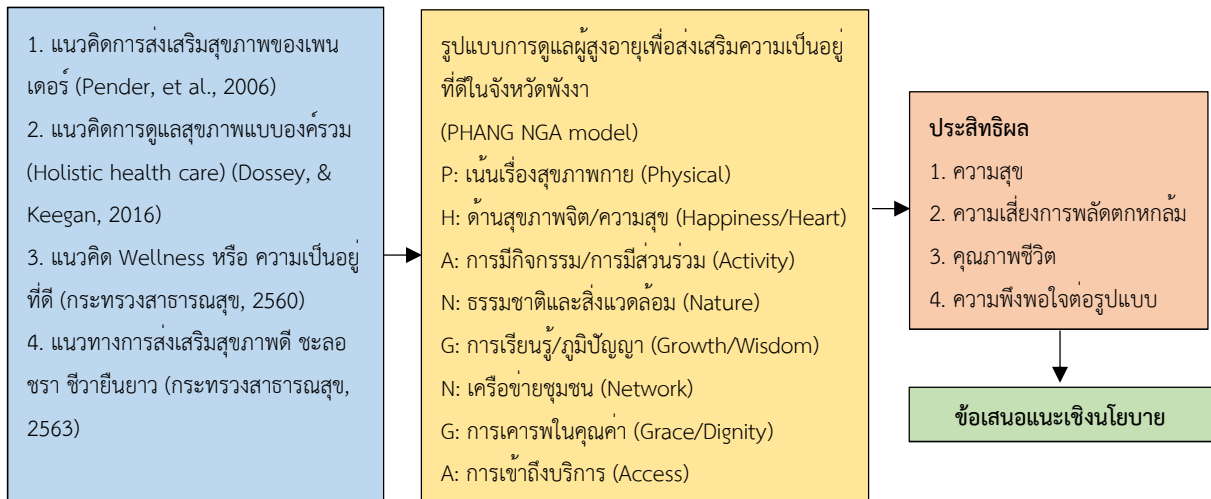 1. แนวคิดการส่งเสริมสุขภาพของเพน
เดอร์ (Pender, et al., 2006)
2. แนวคิดการดูแลสุขภาพแบบองค์รวม
(Holistic health care) (Dossey, &
Keegan, 2016)
3. แนวคิด Wellness หรือ ความเป็นอยู่
ที่ดี (กระทรวงสาธารณสุข, 2560)
4. แนวทางการส่งเสริมสุขภาพดี ชะลอ
ชรา ชีวายืนยาว (กระทรวงสาธารณสุข,
2563)
รูปแบบการดูแลผู้สูงอายุเพื่อส่งเสริมความเป็นอยู่
ที่ดีในจังหวัดพังงา
(PHANG NGA model)
P: เน้นเรื่องสุขภาพกาย (Physical)
H: ด้านสุขภาพจิต/ความสุข (Happiness/Heart)
A: การมีกิจกรรม/การมีส่วนร่วม (Activity)
N: ธรรมชาติและสิ่งแวดล้อม (Nature)
G: การเรียนรู้/ภูมิปัญญา (Growth/Wisdom)
N: เครือข่ายชุมชน (Network)
G: การเคารพในคุณค่า (Grace/Dignity)
A: การเข้าถึงบริการ (Access)
ประสิทธิผล
1. ความสุข
2. ความเสี่ยงการพลัดตกหกล้ม
3. คุณภาพชีวิต
4. ความพึงพอใจต่อรูปแบบ
ข้อเสนอแนะเชิงนโยบาย